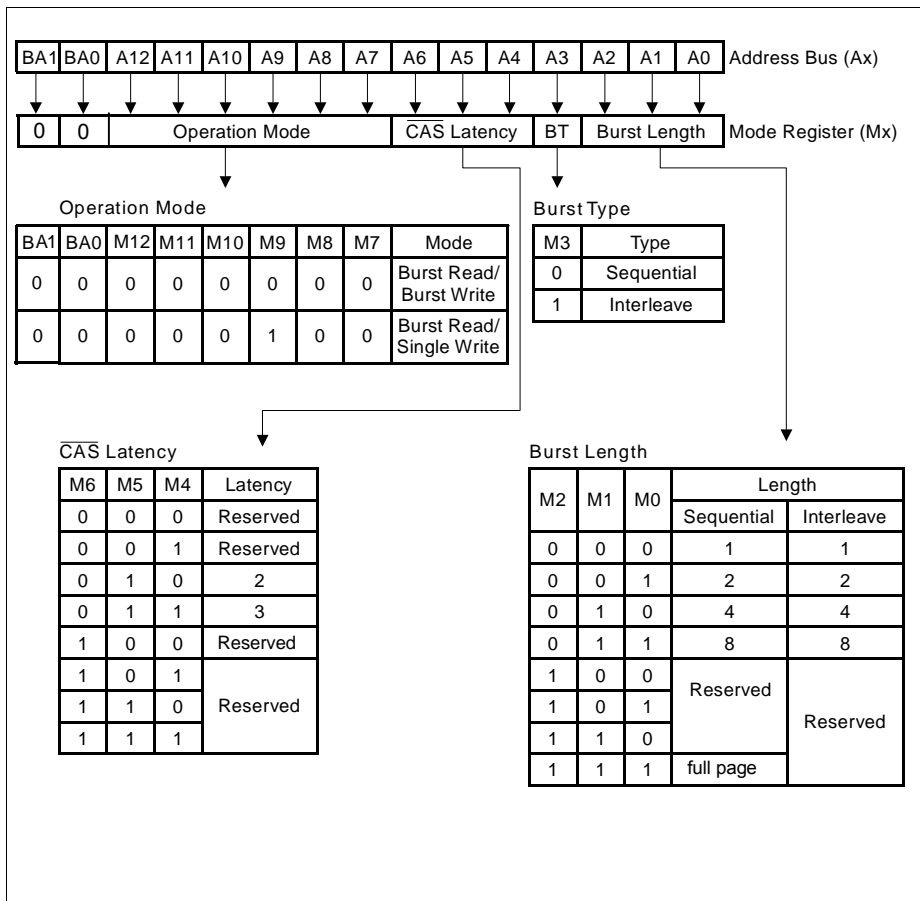 BA1 BA0 A12 A11 A10 A9 A8 A7 A6 A5 A4 A3 A2 A1 A0 Address Bus (Ax)
0 0 Operation Mode CAS Latency BT Burst Length Mode Register (Mx)
Operation Mode
BA1 BA0 M12 M11 M10 M9 M8 M7 Mode
0 0 0 0 0 0 0 0 Burst Read/
Burst Write
0 0 0 0 0 1 0 0 Burst Read/
Single Write
Burst Type
M3 Type
0 Sequential
1 Interleave
CAS Latency
M6 M5 M4 Latency
0 0 0 Reserved
0 0 1 Reserved
0 1 0 2
0 1 1 3
1 0 0 Reserved
1 0 1
1 1 0 Reserved
1 1 1
Burst Length
M2 M1 M0 Length
Sequential Interleave
0 0 0 1 1
0 0 1 2 2
0 1 0 4 4
0 1 1 8 8
1 0 0 Reserved
1 0 1 Reserved
1 1 0
1 1 1 full page